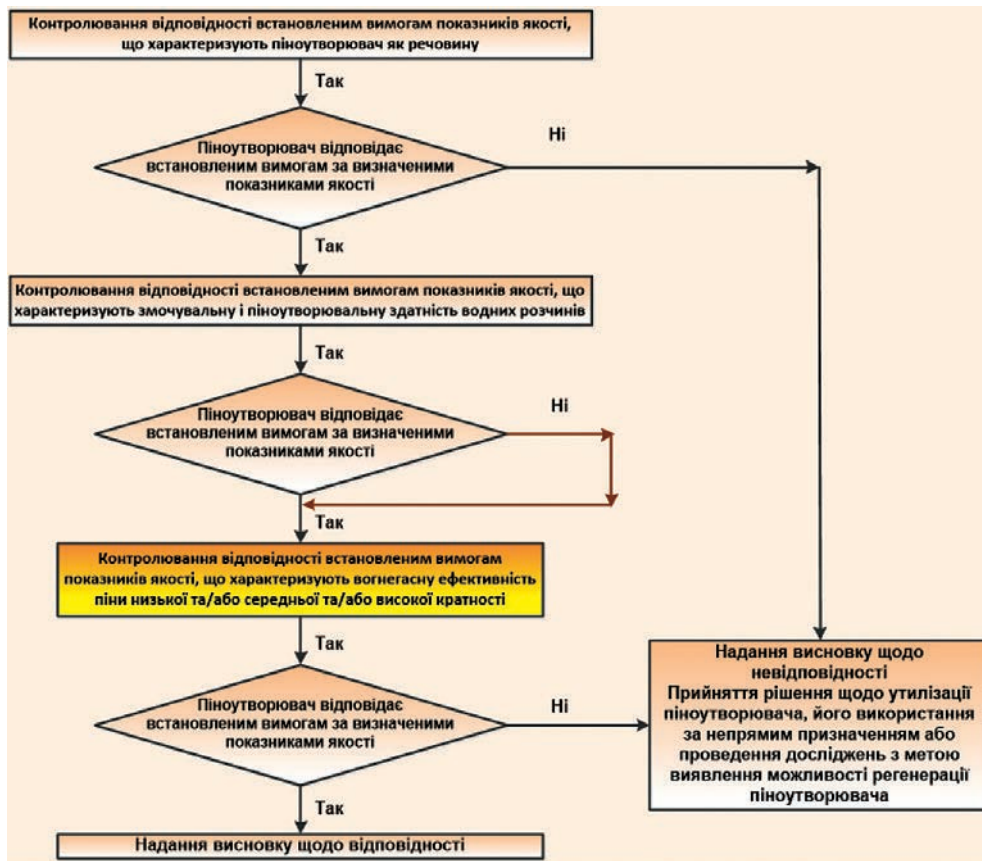 Контролювання відповідності встановленим вимогам показників якості,
що характеризують піноутворювач як речовину
Так
Піноутворювач відповідає
встановленим вимогам за визначеними
показниками якості
Ні
Так
Контролювання відповідності встановленим вимогам показників якості, що
характеризують змочувальну і піноутворювальну здатність водних розчинів
Так
Піноутворювач відповідає
встановленим вимогам за визначеними
показниками якості
Ні
Так
Контролювання відповідності встановленим вимогам
показників якості, що характеризують вогнегасну ефективність
піни низької та/або середньої та/або високої кратності
Так
Піноутворювач відповідає
встановленим вимогам за визначеними
показниками якості
Ні
Надання висновку щодо
невідповідності
Прийняття рішення щодо утилізації
піноутворювача, його використання
за непрямим призначенням або
проведення досліджень з метою
виявлення можливості регенерації
піноутворювача
Так
Надання висновку щодо відповідності